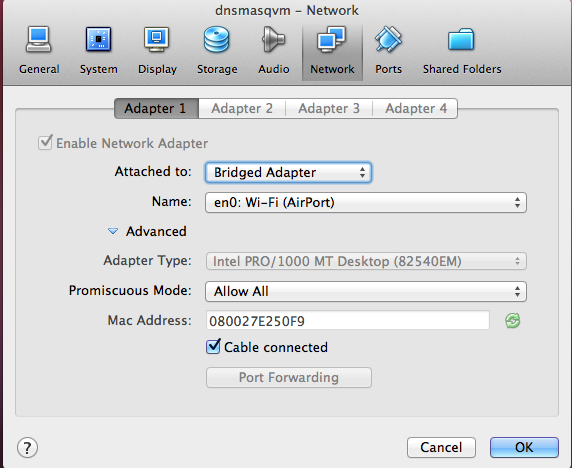 dnsmasqvm – Network
General System Display Storage Audio Network Ports Shared Folders
Adapter 1 Adapter 2 Adapter 3 Adapter 4
Enable Network Adapter
Attached to: Bridged Adapter
Name: en0: Wi-Fi (AirPort)
Advanced
Adapter Type: Intel PRO/1000 MT Desktop (82540EM)
Promiscuous Mode: Allow All
Mac Address: 080027E250F9
Cable connected
Port Forwarding
? Cancel OK